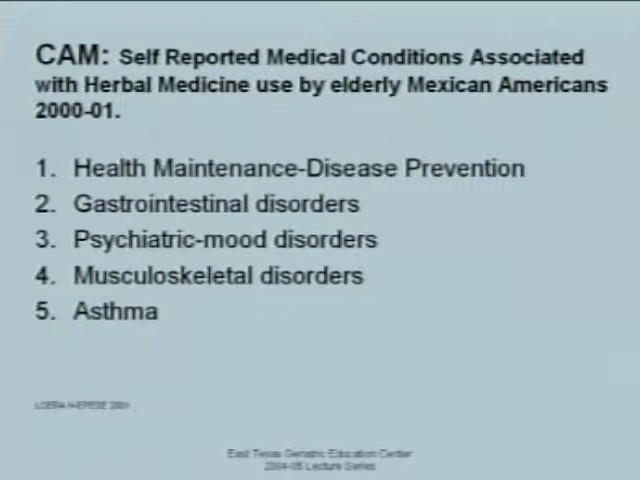 CAM: Self Reported Medical Conditions Associated
with Herbal Medicine use by elderly Mexican Americans
2000-01.
1. Health Maintenance-Disease Prevention
2. Gastrointestinal disorders
3. Psychiatric-mood disorders
4. Musculoskeletal disorders
5. Asthma
LOERA H-EPESE
East Texas Geriatric Education Center
2004-05 Lecture Series